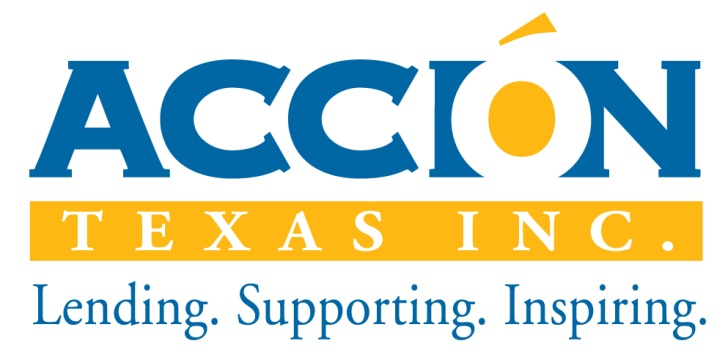 ACCIÓN
TEXAS INC.
Lending. Supporting. Inspiring.